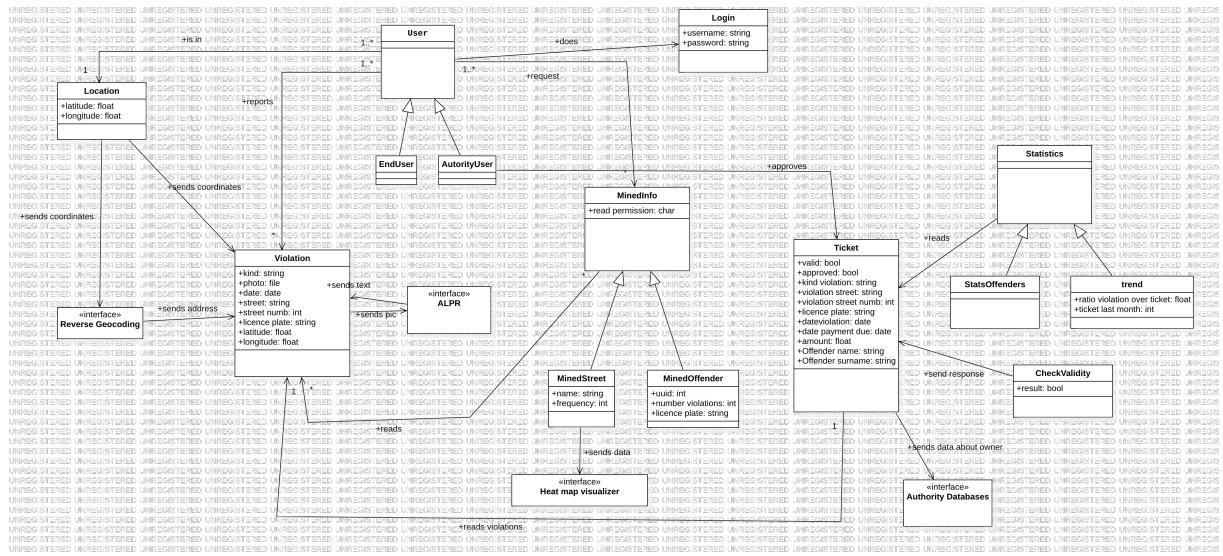 User
Login
+username: string
+password: string
+is in
1..*
+does
1
1..*
1..*
+request
Location
+latitude: float
+longitude: float
+reports
EndUser
AutorityUser
+approves
*
Statistics
+sends coordinates
+sends coordinates
MinedInfo
+read permission: char
*
+reads
Violation
+kind: string
+photo: file
+date: date
+street: string
+street numb: int
+licence plate: string
+latitude: float
+longitude: float
Ticket
+valid: bool
+approved: bool
+kind violation: string
+violation street: string
+violation street numb: int
+licence plate: string
+dateviolation: date
+date payment due: date
+amount: float
+Offender name: string
+Offender surname: string
*
+sends text
«interface»
ALPR
+sends pic
StatsOffenders
trend
+ratio violation over ticket: float
+ticket last month: int
«interface»
Reverse Geocoding
+sends address
MinedStreet
+name: string
+frequency: int
MinedOffender
+uuid: int
+number violations: int
+licence plate: string
+send response
CheckValidity
+result: bool
1
*
+reads
1
+sends data
+sends data about owner
«interface»
Heat map visualizer
«interface»
Authority Databases
+reads violations
UNREGISTERED